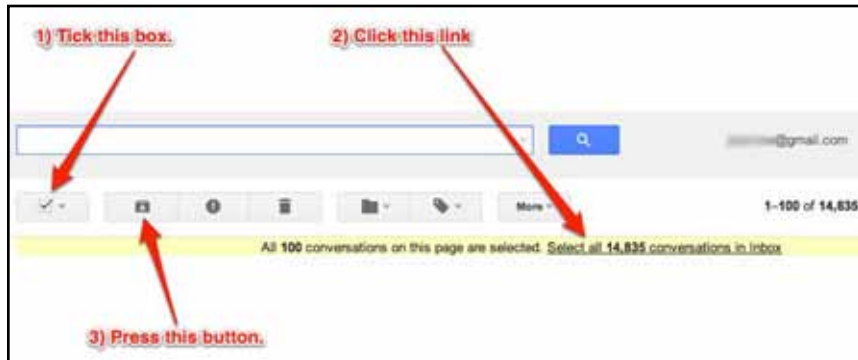 1) Tick this box.
2) Click this link
@gmail.com
More
1–100 of 14,835
All 100 conversations on this page are selected. Select all 14,835 conversations in Inbox
3) Press this button.